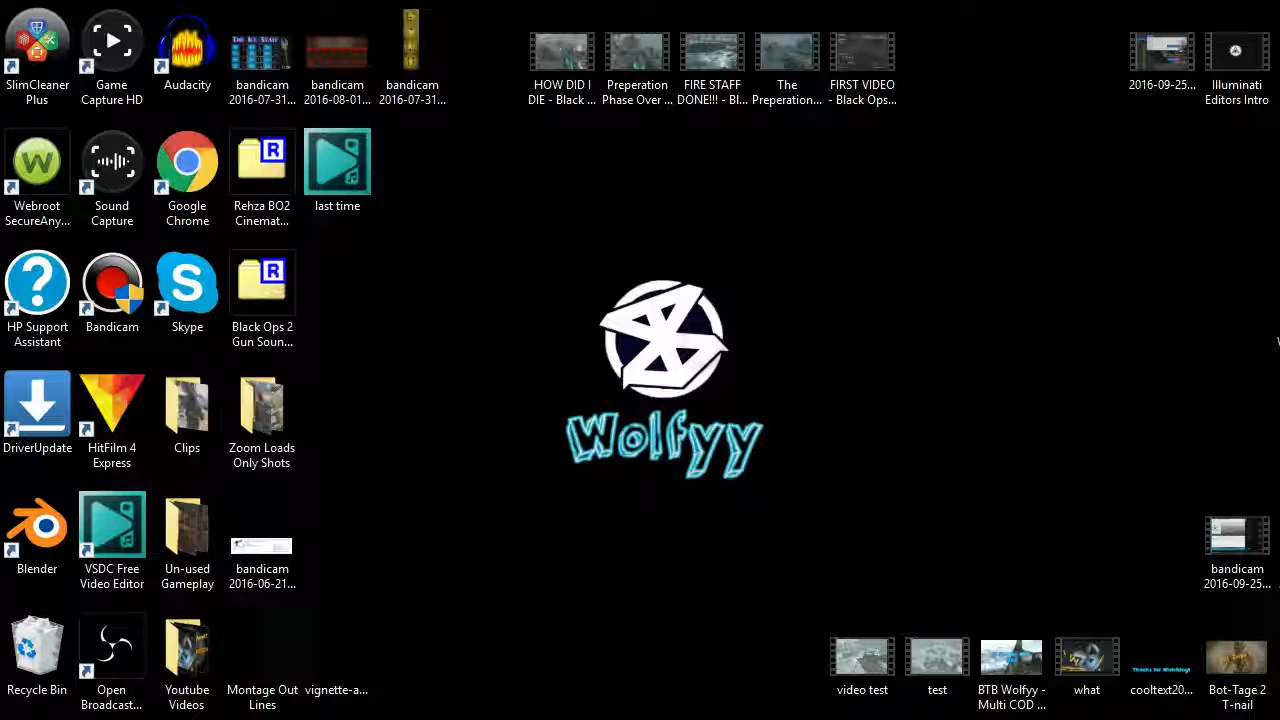 SlimCleaner
Plus
Game
Capture HD
Audacity
bandicam
2016-07-31...
bandicam
2016-08-01...
bandicam
2016-07-31...
HOW DID I
DIE - Black ...
Preperation
Phase Over ...
FIRE STAFF
DONE!!! - Bl...
The
Preperation...
FIRST VIDEO
- Black Ops...
2016-09-25...
Illuminati
Editors Intro
Webroot
SecureAny...
Sound
Capture
Google
Chrome
Rehza BO2
Cinemat...
last time
HP Support
Assistant
Bandicam
Skype
Black Ops 2
Gun Soun...
DriverUpdate
HitFilm 4
Express
Clips
Zoom Loads
Only Shots
Wolfyy
Blender
VSDC Free
Video Editor
Un-used
Gameplay
bandicam
2016-06-21...
bandicam
2016-09-25...
Recycle Bin
Open
Broadcast...
Youtube
Videos
Montage Out
Lines
vignette-a...
video test
test
BTB Wolfyy -
Multi COD ...
what
cooltext20...
Bot-Tage 2
T-nail